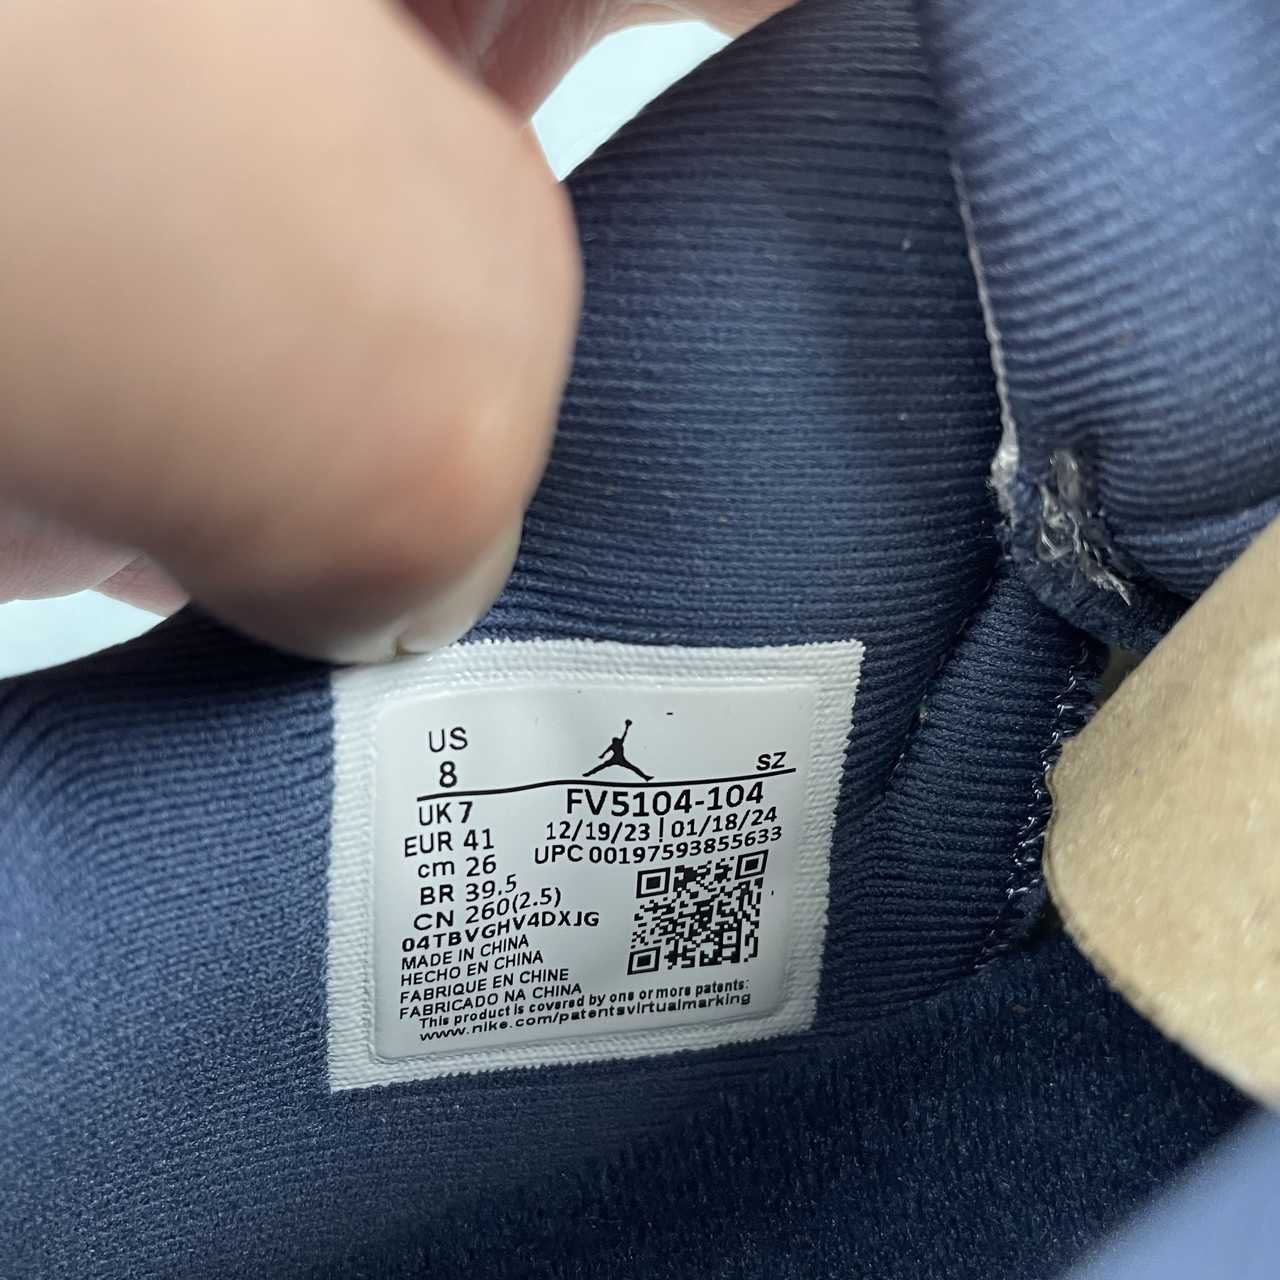 US
8
SZ
UK 7
FV5104-104
EUR 41
12/19/23 | 01/18/24
cm 26
UPC 00197593855633
BR 39.5
CN 260(2.5)
04TBVGHV4DXJG
MADE IN CHINA
HECHO EN CHINA
FABRIQUE EN CHINE
FABRICADO NA CHINA
This product is covered by one or more patents:
www.nike.com/patentsvirtualmarking